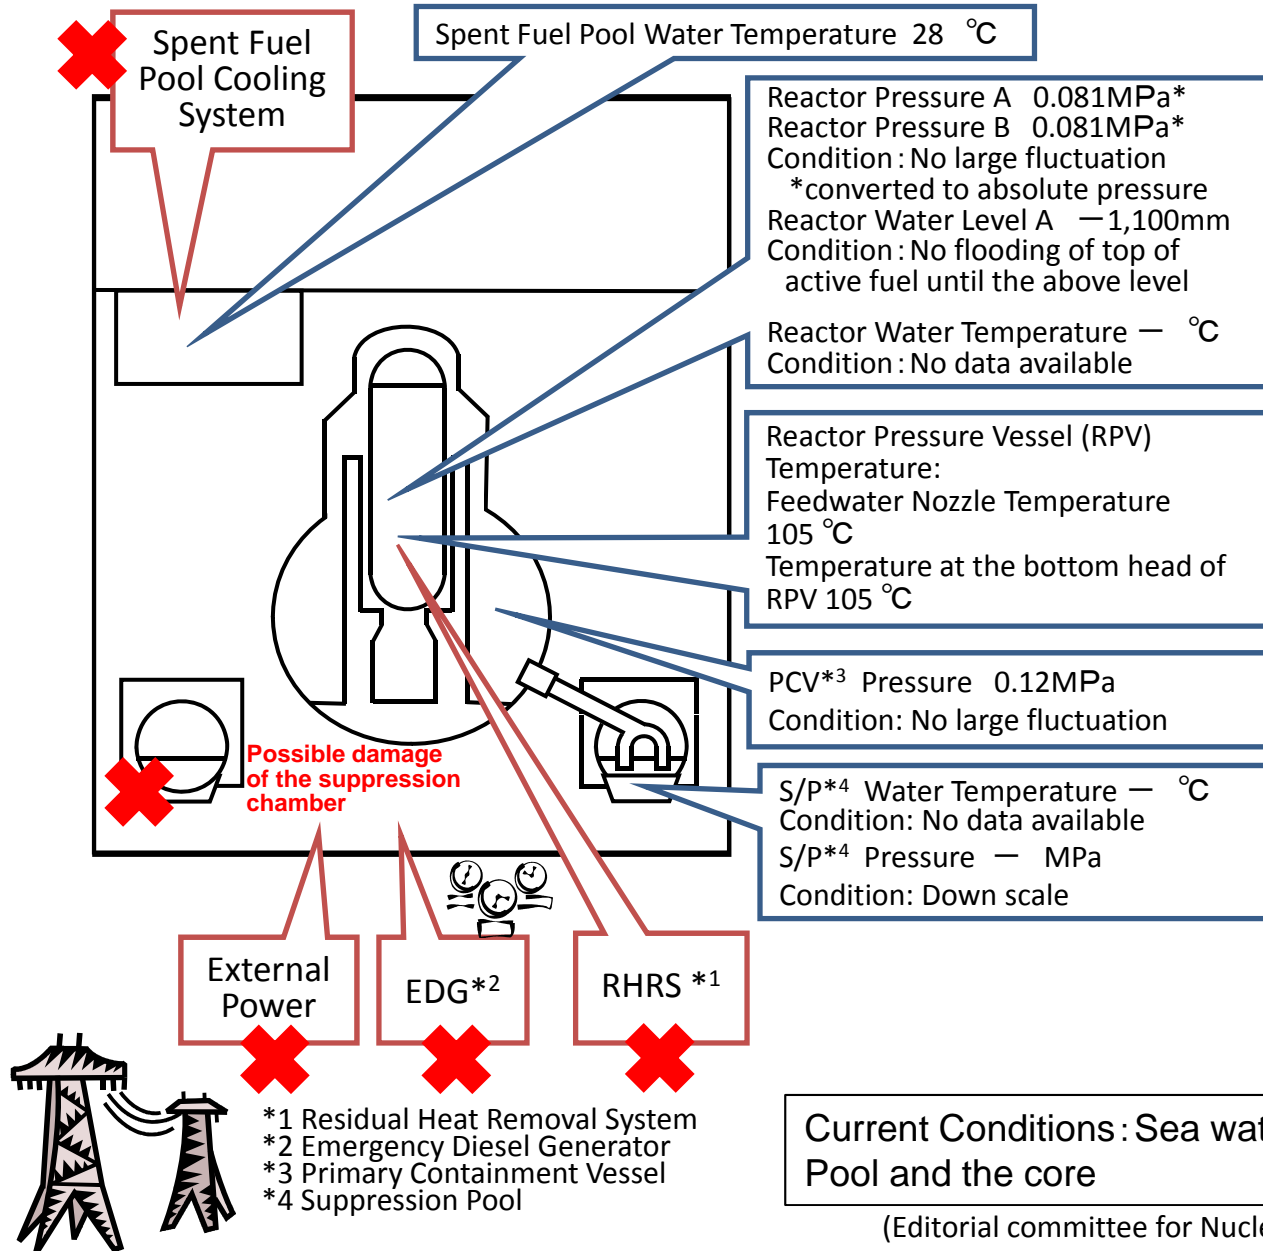 Spent Fuel
Pool Cooling
System
Spent Fuel Pool Water Temperature 28 ℃
Reactor Pressure A 0.081MPa*
Reactor Pressure B 0.081MPa*
Condition：No large fluctuation
*converted to absolute pressure
Reactor Water Level A －1,100mm
Condition：No flooding of top of
active fuel until the above level
Reactor Water Temperature － ℃
Condition：No data available
Reactor Pressure Vessel (RPV)
Temperature:
Feedwater Nozzle Temperature
105 ℃
Temperature at the bottom head of
RPV 105 ℃
PCV*3 Pressure 0.12MPa
Condition: No large fluctuation
S/P*4 Water Temperature － ℃
Condition: No data available
S/P*4 Pressure － MPa
Condition: Down scale
Possible damage
of the suppression
chamber
External
Power
EDG*2
RHRS *1
*1 Residual Heat Removal System
*2 Emergency Diesel Generator
*3 Primary Containment Vessel
*4 Suppression Pool
Current Conditions：Sea
Pool and the core
(Editorial committee for